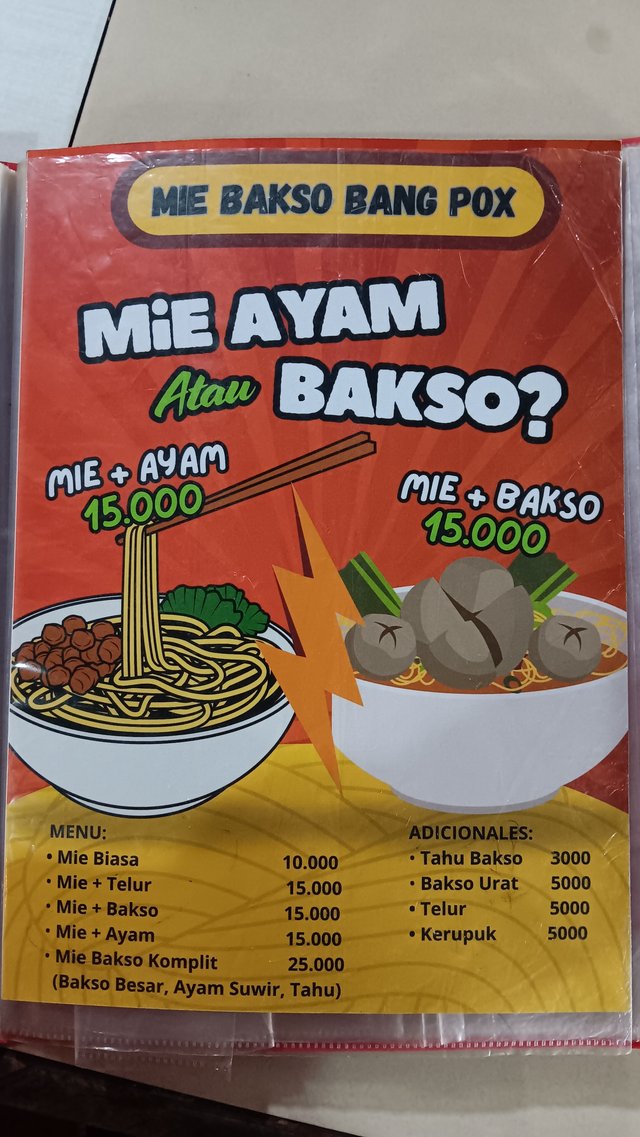 MIE BAKSO BANG POX
MiE AYAM
Atau BAKSO?
MIE + AYAM
15.000
MIE + BAKSO
15.000
MENU:
• Mie Biasa 10.000
• Mie + Telur 15.000
• Mie + Bakso 15.000
• Mie + Ayam 15.000
• Mie Bakso Komplit 25.000
(Bakso Besar, Ayam Suwir, Tahu)
ADICIONALES:
• Tahu Bakso 3000
• Bakso Urat 5000
• Telur 5000
• Kerupuk 5000